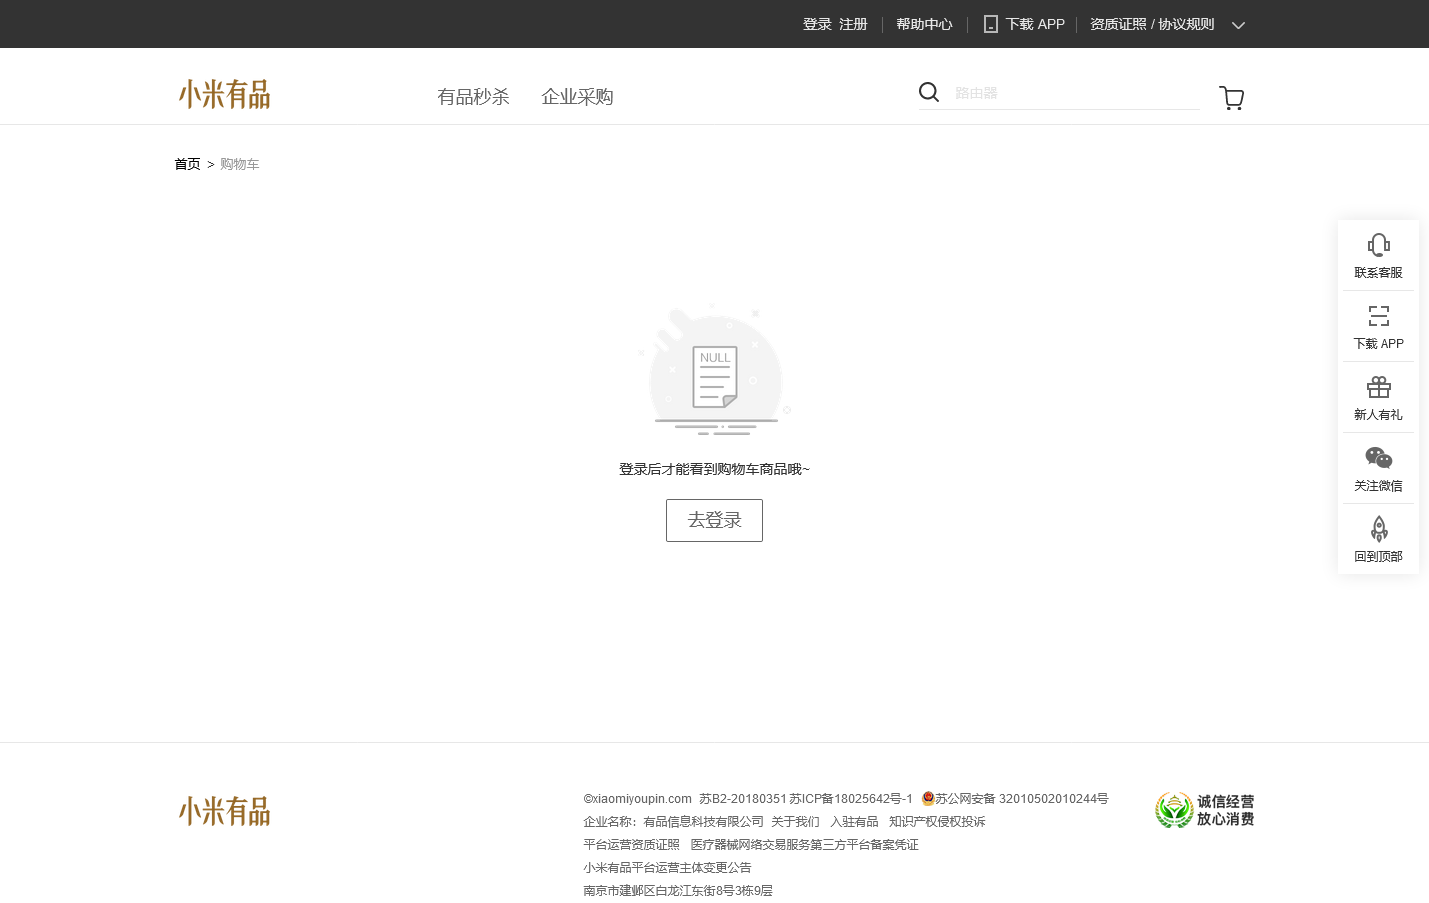 登录 注册 帮助中心 下载 APP 资质证照 / 协议规则
小米有品 有品秒杀 企业采购 路由器
首页 > 购物车
联系客服
下载 APP
新人有礼
关注微信
回到顶部
NULL
登录后才能看到购物车商品哦~
去登录
小米有品
©xiaomiyoupin.com 苏B2-20180351 苏ICP备18025642号-1 苏公网安备 32010502010244号
企业名称：有品信息科技有限公司 关于我们 入驻有品 知识产权侵权投诉
平台运营资质证照 医疗器械网络交易服务第三方平台备案凭证
小米有品平台运营主体变更公告
南京市建邺区白龙江东街8号3栋9层
诚信经营
放心消费